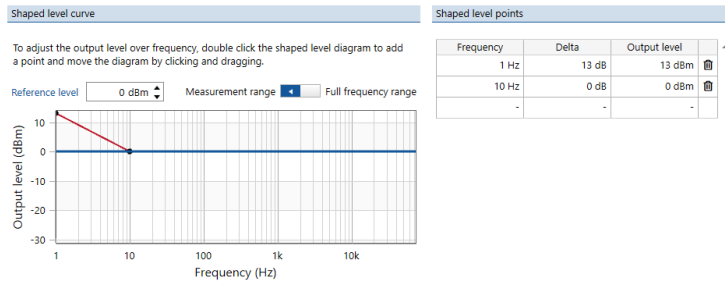 Shaped level curve
Shaped level points
To adjust the output level over frequency, double click the shaped level diagram to add
a point and move the diagram by clicking and dragging.
Reference level 0 dBm Measurement range Full frequency range
Output level (dBm)
10
0
-10
-20
-30
1 10 100 1k 10k
Frequency (Hz)
Frequency Delta Output level
1 Hz 13 dB 13 dBm
10 Hz 0 dB 0 dBm
- - -